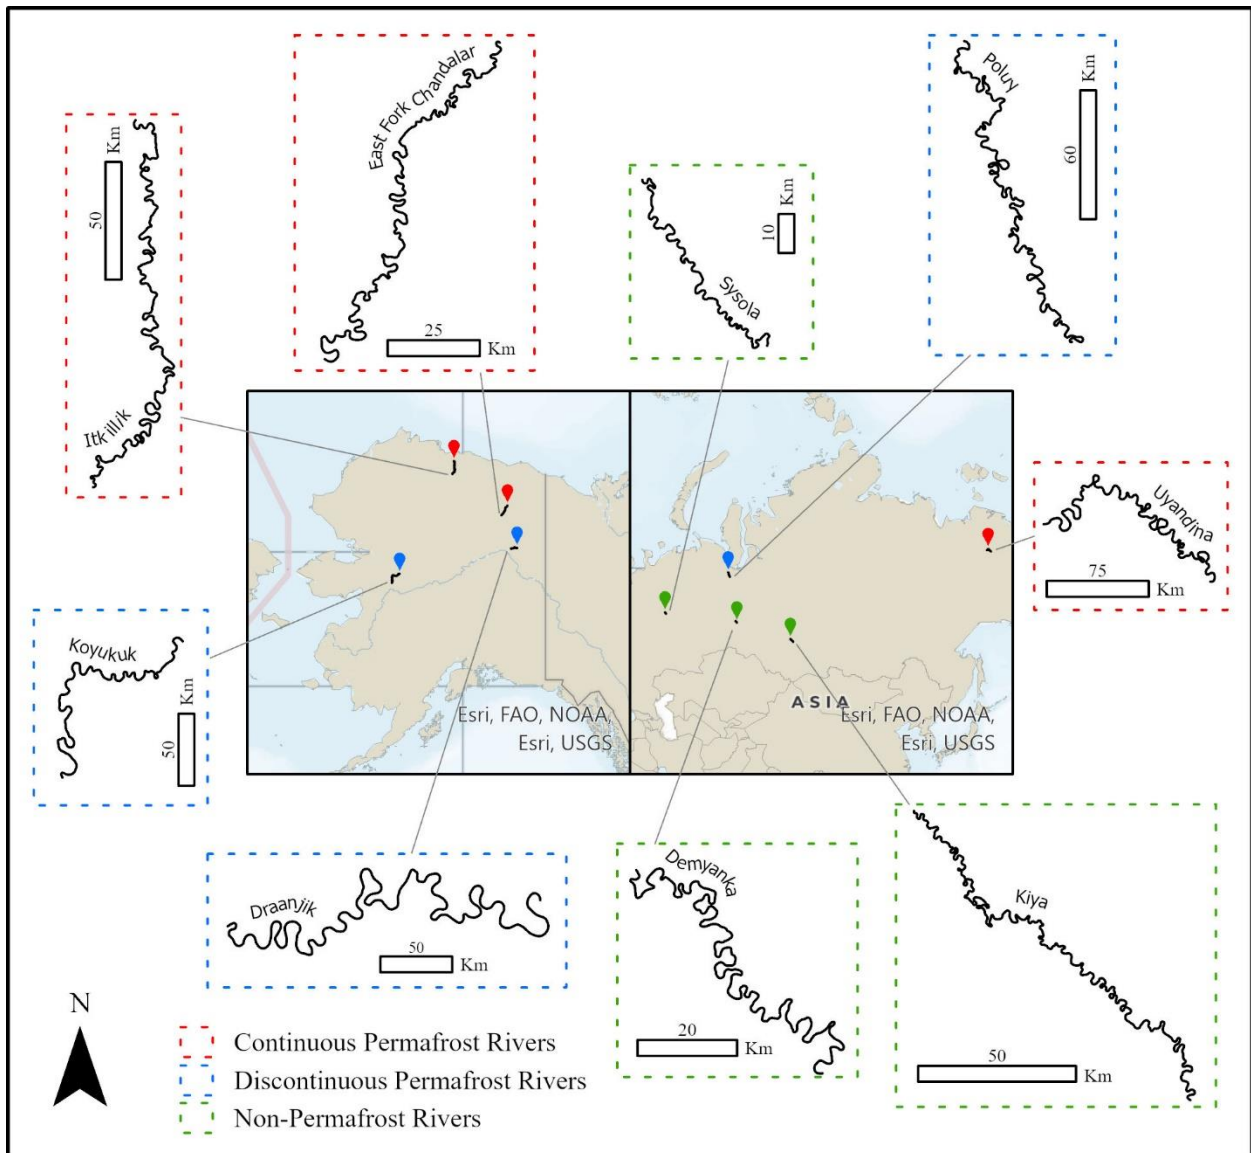 East Fork Chandalar
25
Km
Km
50
Itkillik
Poluy
Km
60
Sysola
Km
10
Uyandina
75
Km
Koyukuk
Km
50
ASIA
Esri, FAO, NOAA,
Esri, USGS
Esri, FAO, NOAA,
Esri, USGS
Draanjik
50
Km
Demyanka
20
Km
Kiya
50
Km
N
Continuous Permafrost Rivers
Discontinuous Permafrost Rivers
Non-Permafrost Rivers